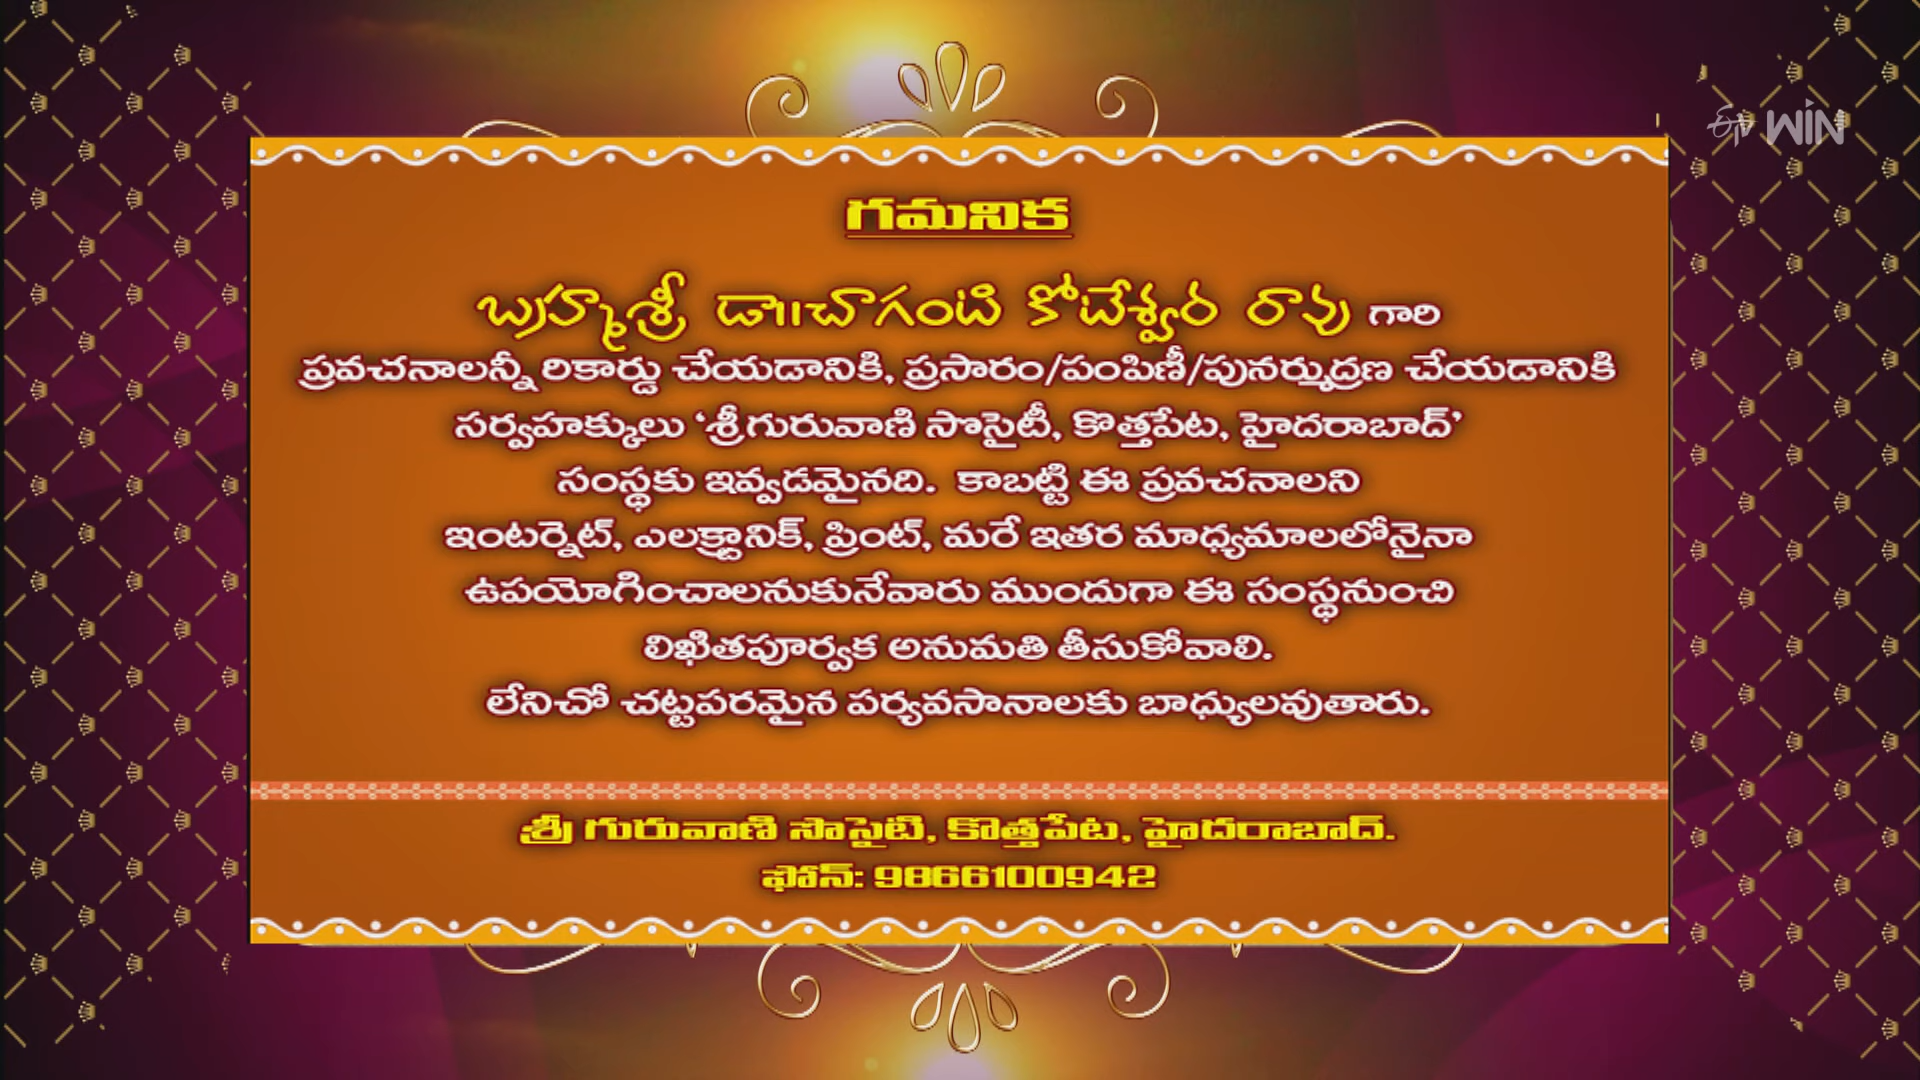 ఈటీవీ WIN
గమనిక
బ్రహ్మశ్రీ డా॥చాగంటి కోటేశ్వర రావు గారి
ప్రవచనాలన్నీ రికార్డు చేయడానికి, ప్రసారం/పంపిణీ/పునర్ముద్రణ చేయడానికి
సర్వహక్కులు ‘శ్రీగురువాణి సొసైటీ, కొత్తపేట, హైదరాబాద్’
సంస్థకు ఇవ్వడమైనది. కాబట్టి ఈ ప్రవచనాలని
ఇంటర్నెట్, ఎలక్ట్రానిక్, ప్రింట్, మరే ఇతర మాధ్యమాలలోనైనా
ఉపయోగించాలనుకునేవారు ముందుగా ఈ సంస్థనుంచి
లిఖితపూర్వక అనుమతి తీసుకోవాలి.
లేనిచో చట్టపరమైన పర్యవసానాలకు బాధ్యులవుతారు.
శ్రీ గురువాణి సొసైటి, కొత్తపేట, హైదరాబాద్.
ఫోన్: 9866100942